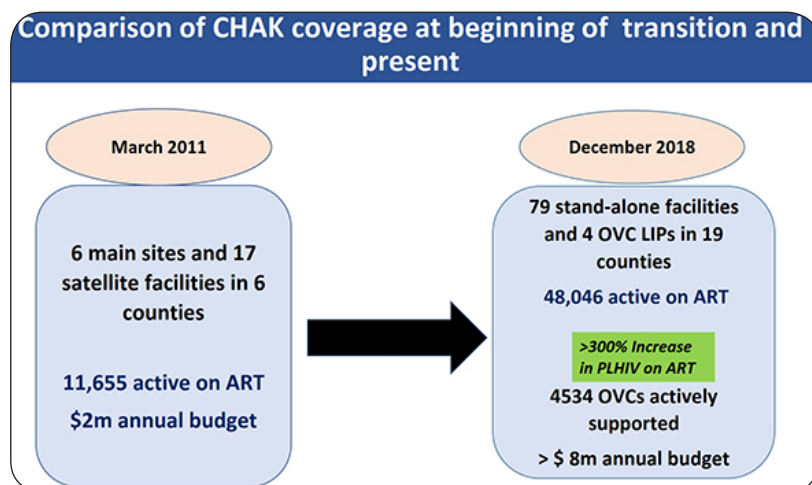 Comparison of CHAK coverage at beginning of transition and
present
March 2011
6 main sites and 17
satellite facilities in 6
counties
11,655 active on ART
$2m annual budget
December 2018
79 stand-alone facilities
and 4 OVC LIPs in 19
counties
48,046 active on ART
>300% Increase
in PLHIV on ART
4534 OVCs actively
supported
> $ 8m annual budget